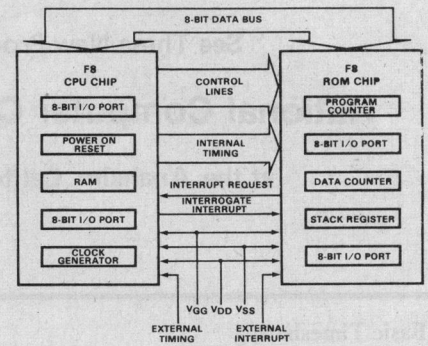 8-BIT DATA BUS
F8
CPU CHIP
8-BIT I/O PORT
POWER ON
RESET
RAM
8-BIT I/O PORT
CLOCK
GENERATOR
CONTROL
LINES
INTERNAL
TIMING
INTERRUPT REQUEST
INTERROGATE
INTERRUPT
F8
ROM CHIP
PROGRAM
COUNTER
8-BIT I/O PORT
DATA COUNTER
STACK REGISTER
8-BIT I/O PORT
VGG VDD VSS
EXTERNAL
TIMING
EXTERNAL
INTERRUPT